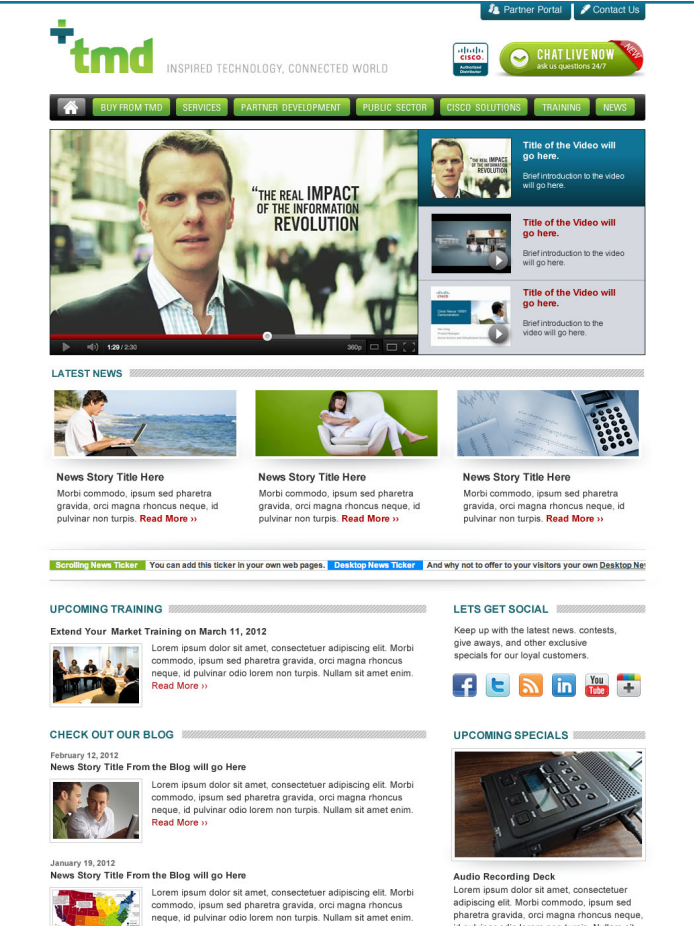 Partner Portal
Contact Us
tmd
INSPIRED TECHNOLOGY, CONNECTED WORLD
CISCO
Authorized
Distributor
CHAT LIVE NOW
ask us questions 24/7
NEW
BUY FROM TMD
SERVICES
PARTNER DEVELOPMENT
PUBLIC SECTOR
CISCO SOLUTIONS
TRAINING
NEWS
“THE REAL IMPACT
OF THE INFORMATION
REVOLUTION
1:29 / 2:30
360p
“THE REAL IMPACT
OF THE INFORMATION
REVOLUTION
Title of the Video will
go here.
Brief introduction to the video
will go here.
Title of the Video will
go here.
Brief introduction to the video
will go here.
CISCO
Title of the Video will
go here.
Brief introduction to the
video will go here.
LATEST NEWS
News Story Title Here
Morbi commodo, ipsum sed pharetra
gravida, orci magna rhoncus neque, id
pulvinar non turpis. Read More ››
News Story Title Here
Morbi commodo, ipsum sed pharetra
gravida, orci magna rhoncus neque, id
pulvinar non turpis. Read More ››
News Story Title Here
Morbi commodo, ipsum sed pharetra
gravida, orci magna rhoncus neque, id
pulvinar non turpis. Read More ››
Scrolling News Ticker You can add this ticker in your own web pages. Desktop News Ticker And why not to offer to your visitors your own Desktop Ne
UPCOMING TRAINING
Extend Your Market Training on March 11, 2012
Lorem ipsum dolor sit amet, consectetuer adipiscing elit. Morbi
commodo, ipsum sed pharetra gravida, orci magna rhoncus
neque, id pulvinar odio lorem non turpis. Nullam sit amet enim.
Read More ››
LETS GET SOCIAL
Keep up with the latest news. contests,
give aways, and other exclusive
specials for our loyal customers.
f
t
in
You
Tube
+
CHECK OUT OUR BLOG
February 12, 2012
News Story Title From the Blog will go Here
Lorem ipsum dolor sit amet, consectetuer adipiscing elit. Morbi
commodo, ipsum sed pharetra gravida, orci magna rhoncus
neque, id pulvinar odio lorem non turpis. Nullam sit amet enim.
Read More ››
January 19, 2012
News Story Title From the Blog will go Here
Lorem ipsum dolor sit amet, consectetuer adipiscing elit. Morbi
commodo, ipsum sed pharetra gravida, orci magna rhoncus
neque, id pulvinar odio lorem non turpis. Nullam sit amet enim.
UPCOMING SPECIALS
Audio Recording Deck
Lorem ipsum dolor sit amet, consectetuer
adipiscing elit. Morbi commodo, ipsum sed
pharetra gravida, orci magna rhoncus neque,